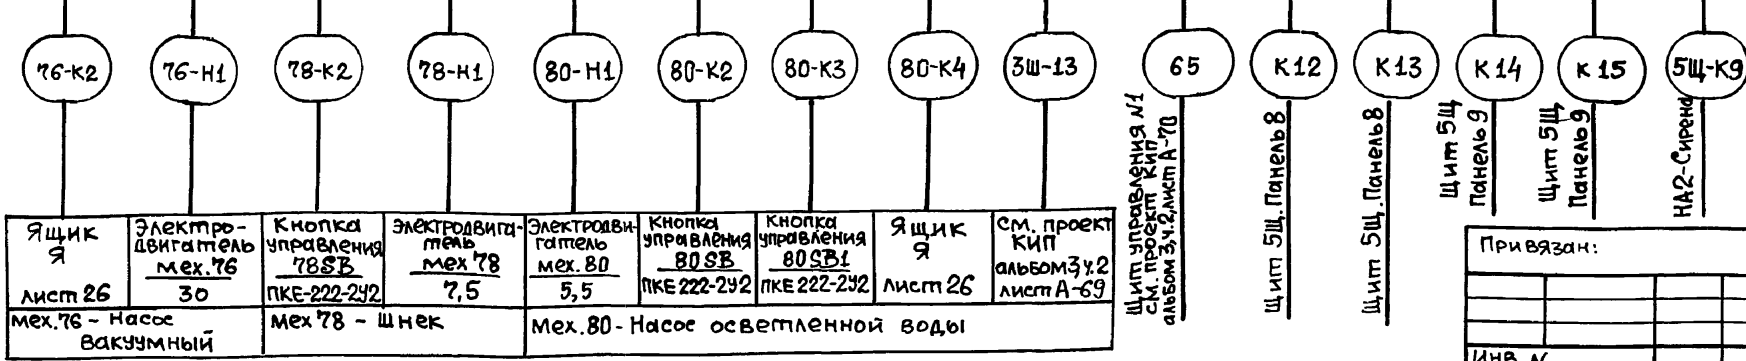 76-К2
76-Н1
78-К2
78-Н1
80-Н1
80-К2
80-К3
80-К4
3Ш-13
65
К12
К13
К14
К15
5Щ-К9
Щит управления №1
см. проект КИП
альбом 3, ч.2, лист А-70
Щит 5Щ. Панель 8
Щит 5Щ. Панель 8
Щит 5Щ
Панель 9
Щит 5Щ
Панель 9
НА2-Сирена
Ящик
Я
лист 26
Электро-
двигатель
мех.76
30
Кнопка
управления
78SB
ПКЕ-222-2У2
Электродвига-
тель
мех 78
7,5
Электродви-
гатель
мех.80
5,5
Кнопка
управления
80SB
ПКЕ 222-2У2
Кнопка
управления
80SB1
ПКЕ 222-2У2
Ящик
Я
лист 26
См. проект
КИП
альбом 3 ч.2
лист А-69
мех.76 - Насос
вакуумный
мех 78 - Шнек
мех.80 - Насос осветленной воды
Привязан:
Инв. №